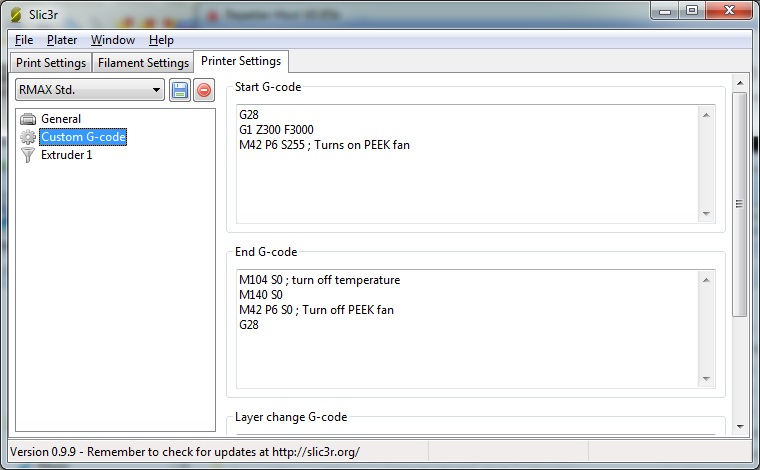 Slic3r
File Plater Window Help
Print Settings Filament Settings Printer Settings
RMAX Std.
General
Custom G-code
Extruder 1
Start G-code
G28
G1 Z300 F3000
M42 P6 S255 ; Turns on PEEK fan
End G-code
M104 S0 ; turn off temperature
M140 S0
M42 P6 S0 ; Turn off PEEK fan
G28
Layer change G-code
Version 0.9.9 - Remember to check for updates at http://slic3r.org/